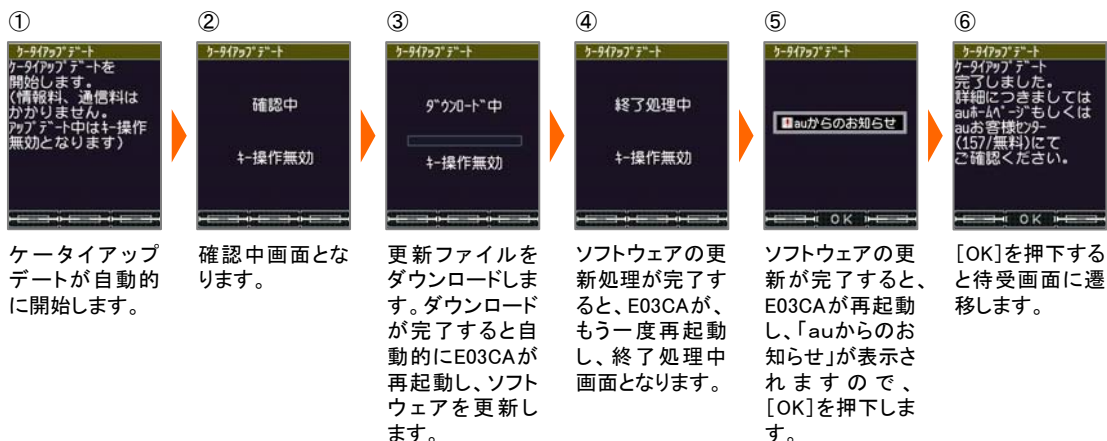 ①
ｹｰﾀｲｱｯﾌﾟﾃﾞｰﾄ
ｹｰﾀｲｱｯﾌﾟﾃﾞｰﾄを
開始します。
(情報料、通信料は
かかりません。
ｱｯﾌﾟﾃﾞｰﾄ中はｷｰ操作
無効となります)
ケータイアップ
デートが自動的
に開始します。
②
ｹｰﾀｲｱｯﾌﾟﾃﾞｰﾄ
確認中
ｷｰ操作無効
確認中画面とな
ります。
③
ｹｰﾀｲｱｯﾌﾟﾃﾞｰﾄ
ﾀﾞｳﾝﾛｰﾄﾞ中
ｷｰ操作無効
更新ファイルを
ダウンロードしま
す。ダウンロード
が完了すると自
動的にE03CAが
再起動し、ソフト
ウェアを更新し
ます。
④
ｹｰﾀｲｱｯﾌﾟﾃﾞｰﾄ
終了処理中
ｷｰ操作無効
ソフトウェアの更
新処理が完了す
ると、E03CAが、
もう一度再起動
し、終了処理中
画面となります。
⑤
ｹｰﾀｲｱｯﾌﾟﾃﾞｰﾄ
auからのお知らせ
OK
ソフトウェアの更
新が完了すると、
E03CAが再起動
し、「auからのお
知らせ」が表示さ
れますので、
[OK]を押下しま
す。
⑥
ｹｰﾀｲｱｯﾌﾟﾃﾞｰﾄ
ｹｰﾀｲｱｯﾌﾟﾃﾞｰﾄ
完了しました。
詳細につきましては
auﾎｰﾑﾍﾟｰｼﾞもしくは
auお客様ｾﾝﾀｰ
(157/無料)にて
ご確認ください。
OK
[OK]を押下する
と待受画面に遷
移します。